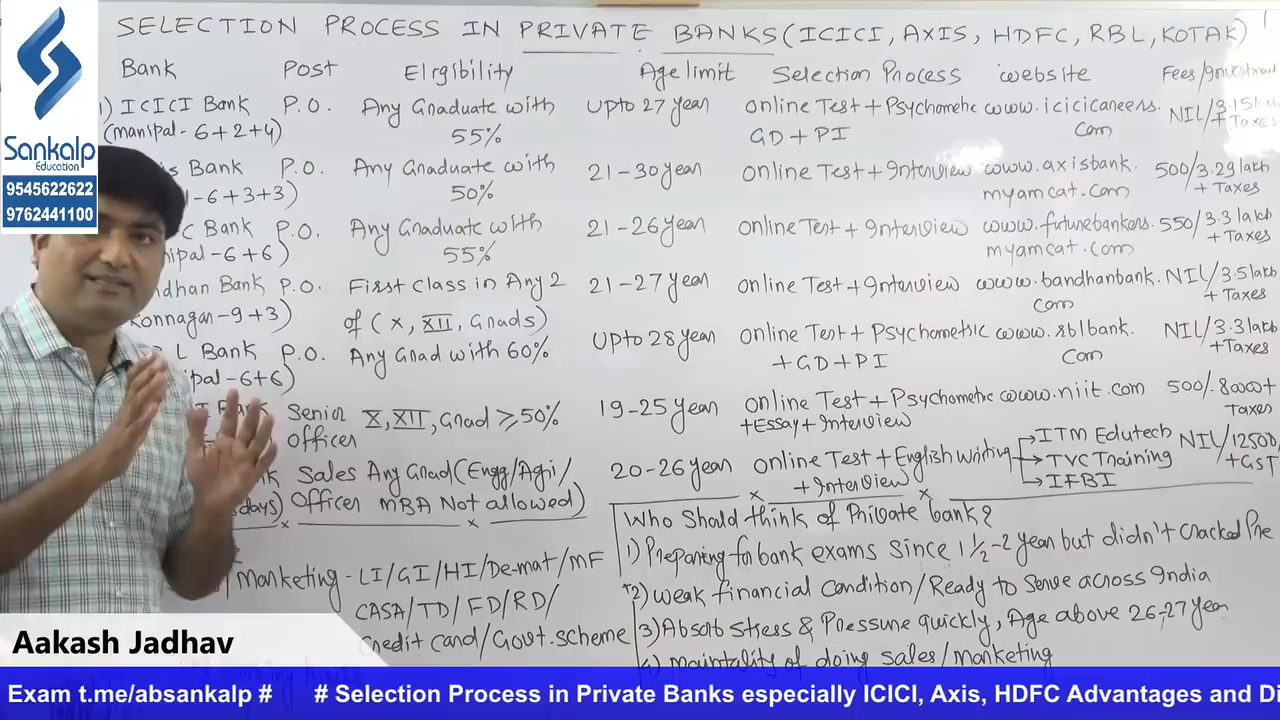 SELECTION PROCESS IN PRIVATE BANKS(ICICI, AXIS, HDFC, RBL, KOTAK)
Bank Post Eligibility Age limit Selection Process website Fees/Investment
1) ICICI Bank P.O. Any Graduate with Upto 27 year Online Test + Psychometric www.icicicareers. NIL/3.15 lakh
(manipal-6+2+4) 55% GD + PI com + Taxes
Bank P.O. Any Graduate with 21-30 year Online Test + Interview www.axisbank. 500/3.29 lakh
-6+3+3) 50% myamcat.com + Taxes
C Bank P.O. Any Graduate with 21-26 year Online Test + Interview www.futurebankers. 550/3.3 lakh
ipal-6+6) 55% myamcat.com + Taxes
dhan Bank P.O. First Class in Any 2 21-27 year Online Test + Interview www.bandhanbank. NIL/3.5 lakh
Konnagar-9+3) of (X, XII, Grads) com + Taxes
L Bank P.O. Any Grad with 60% Upto 28 year Online Test + Psychometric www.rblbank. NIL/3.3 lakh
ipal-6+6) + GD + PI com + Taxes
Bank Senior X, XII, Grad ≥50% 19-25 year Online Test + Psychometric www.niit.com 500/.8000+
Officer + Essay + Interview Taxes
Sales Any Grad (Engg/Agri/ 20-26 year Online Test + English Writing ITM Edutech NIL/12500/
days) Officer MBA Not allowed) + Interview TVC Training +GST
IFBI
Who Should think of Private bank?
1) Preparing for bank exams since 1 1/2-2 year but didn't cracked Pre
2) weak financial condition/Ready to Serve across India
3) Absorb stress & Pressure quickly, Age above 26-27 year
4) maintality of doing sales/marketing
Marketing - LI/GI/HI/De-mat/MF
CASA/TD/FD/RD/
Credit card/Govt. scheme
Sankalp
Education
9545622622
9762441100
Aakash Jadhav
Exam t.me/absankalp # # Selection Process in Private Banks especially ICICI, Axis, HDFC Advantages and Di